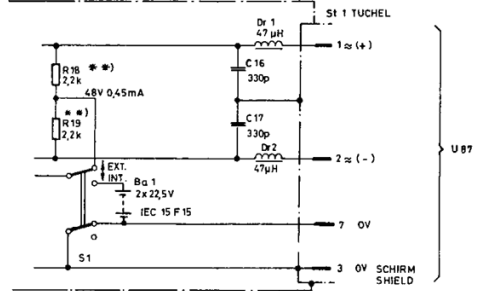 St 1 TUCHEL
Dr 1
47 µH
1 ≈ (+)
R18 * *)
2,2k
C 16
330p
48V 0,45mA
* *)
R19
2,2k
C17
330p
U 87
Dr 2
47µH
2 ≈ (-)
EXT.
INT.
Ba 1
2x 22,5V
IEC 15 F 15
7 0V
S1
3 0V SCHIRM
SHIELD